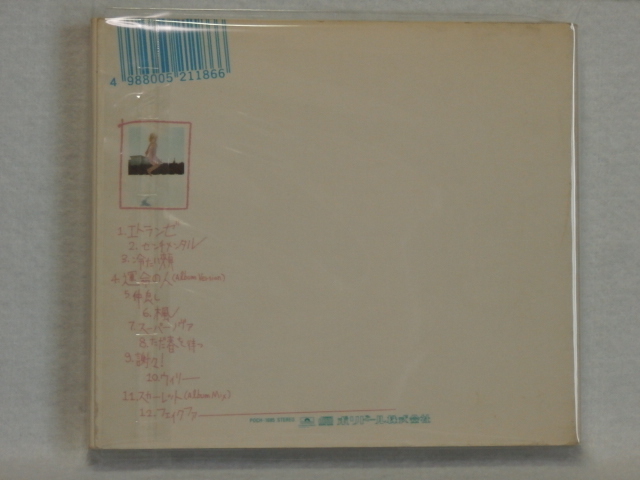 4 988005 211866
1. エトランゼ
2. センチメンタル
3. 冷たい頬
4. 運命の人 (Album Version)
5. 仲良し
6. 楓
7. スーパーノヴァ
8. ただ春を待つ
9. 謝々!
10. ウィリー
11. スカーレット (Album Mix)
12. フェイクファー
STEREO ポリドール株式会社